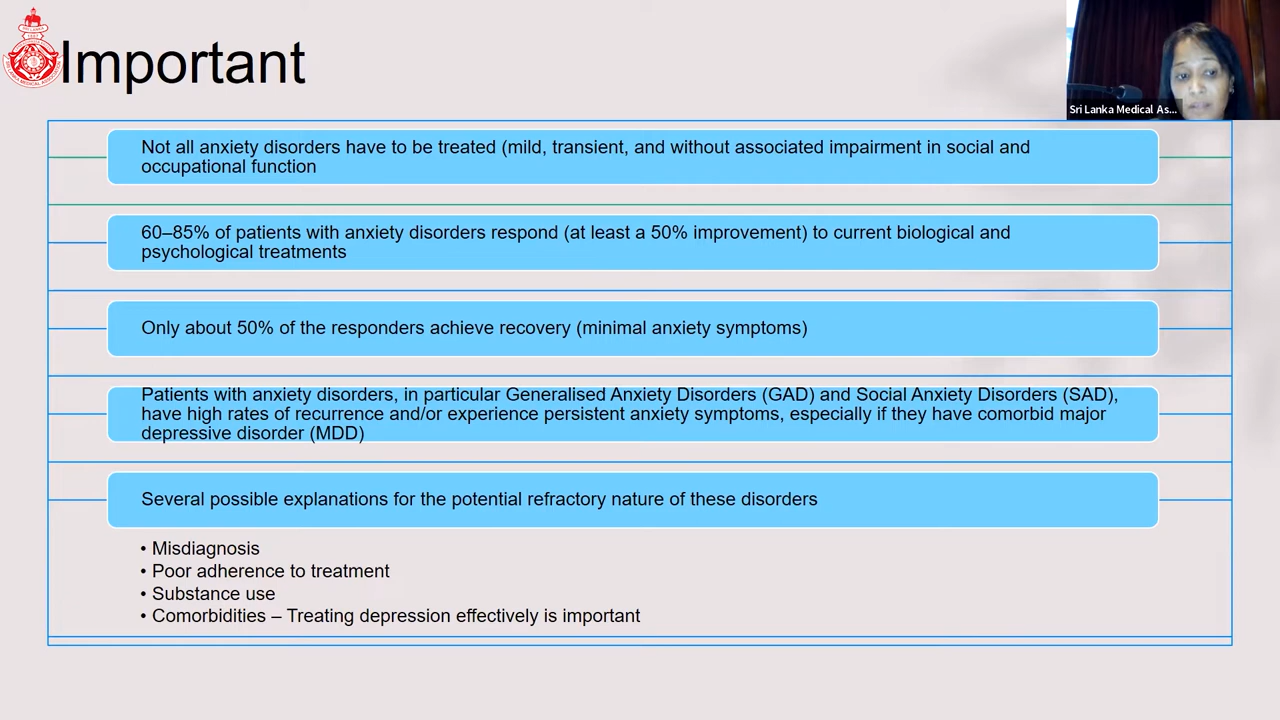 Important
Sri Lanka Medical As...
Not all anxiety disorders have to be treated (mild, transient, and without associated impairment in social and
occupational function
60–85% of patients with anxiety disorders respond (at least a 50% improvement) to current biological and
psychological treatments
Only about 50% of the responders achieve recovery (minimal anxiety symptoms)
Patients with anxiety disorders, in particular Generalised Anxiety Disorders (GAD) and Social Anxiety Disorders (SAD),
have high rates of recurrence and/or experience persistent anxiety symptoms, especially if they have comorbid major
depressive disorder (MDD)
Several possible explanations for the potential refractory nature of these disorders
• Misdiagnosis
• Poor adherence to treatment
• Substance use
• Comorbidities – Treating depression effectively is important